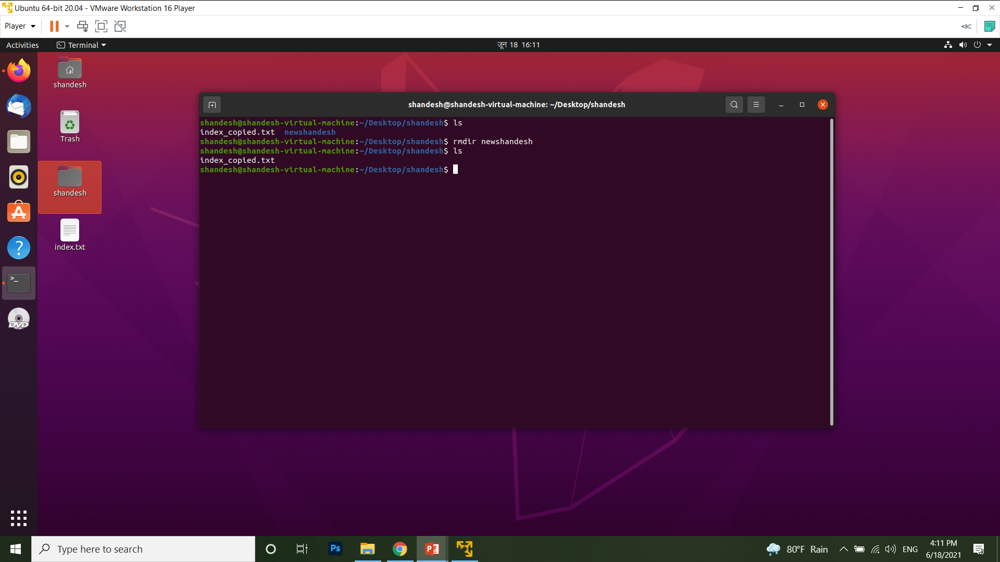 Ubuntu 64-bit 20.04 - VMware Workstation 16 Player
Player
Activities
Terminal
जून 18 16:11
shandesh
Trash
shandesh
index.txt
shandesh@shandesh-virtual-machine: ~/Desktop/shandesh
shandesh@shandesh-virtual-machine:~/Desktop/shandesh$ ls
index_copied.txt newshandesh
shandesh@shandesh-virtual-machine:~/Desktop/shandesh$ rmdir newshandesh
shandesh@shandesh-virtual-machine:~/Desktop/shandesh$ ls
index_copied.txt
shandesh@shandesh-virtual-machine:~/Desktop/shandesh$
DVD
Type here to search
Ps
80°F Rain
ENG
4:11 PM
6/18/2021